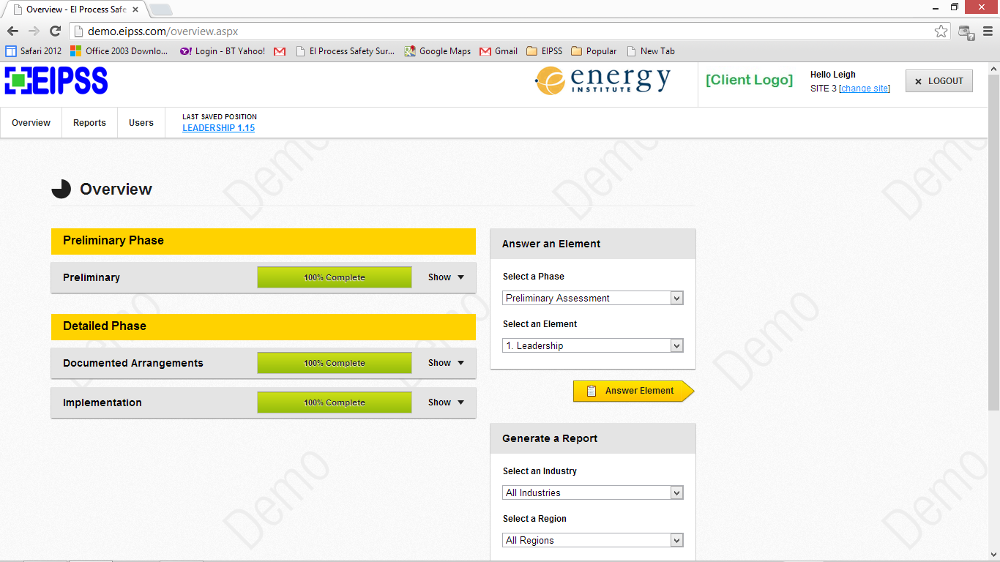 Overview - EI Process Safe
demo.eipss.com/overview.aspx
Safari 2012 Office 2003 Downlo... Login - BT Yahoo! EI Process Safety Sur... Google Maps Gmail EIPSS Popular New Tab
EIPSS
energy
INSTITUTE
[Client Logo]
Hello Leigh
SITE 3 [change site]
LOGOUT
Overview Reports Users
LAST SAVED POSITION
LEADERSHIP 1.15
Demo Demo Demo
Overview
Preliminary Phase
Preliminary 100% Complete Show
Detailed Phase
Documented Arrangements 100% Complete Show
Implementation 100% Complete Show
Answer an Element
Select a Phase
Preliminary Assessment
Select an Element
1. Leadership
Answer Element
Demo
Generate a Report
Select an Industry
All Industries
Select a Region
All Regions
Demo Demo